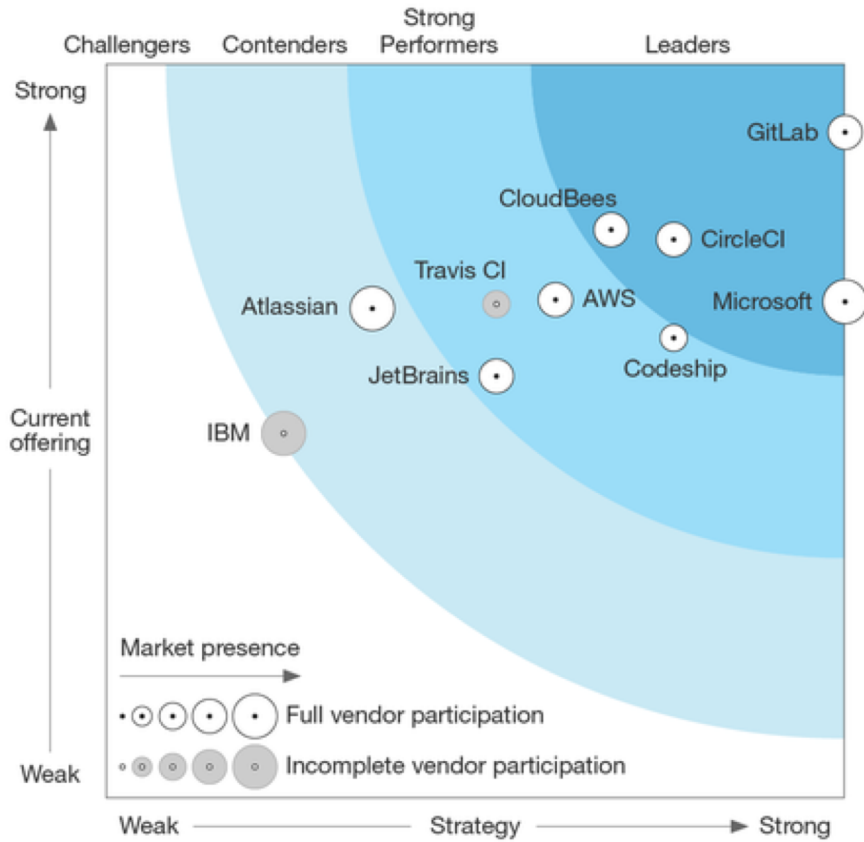 Challengers
Contenders
Strong
Performers
Leaders
Strong
GitLab
CloudBees
CircleCI
Travis CI
AWS
Microsoft
Atlassian
Codeship
JetBrains
Current
offering
IBM
Market presence
Full vendor participation
Incomplete vendor participation
Weak
Weak
Strategy
Strong